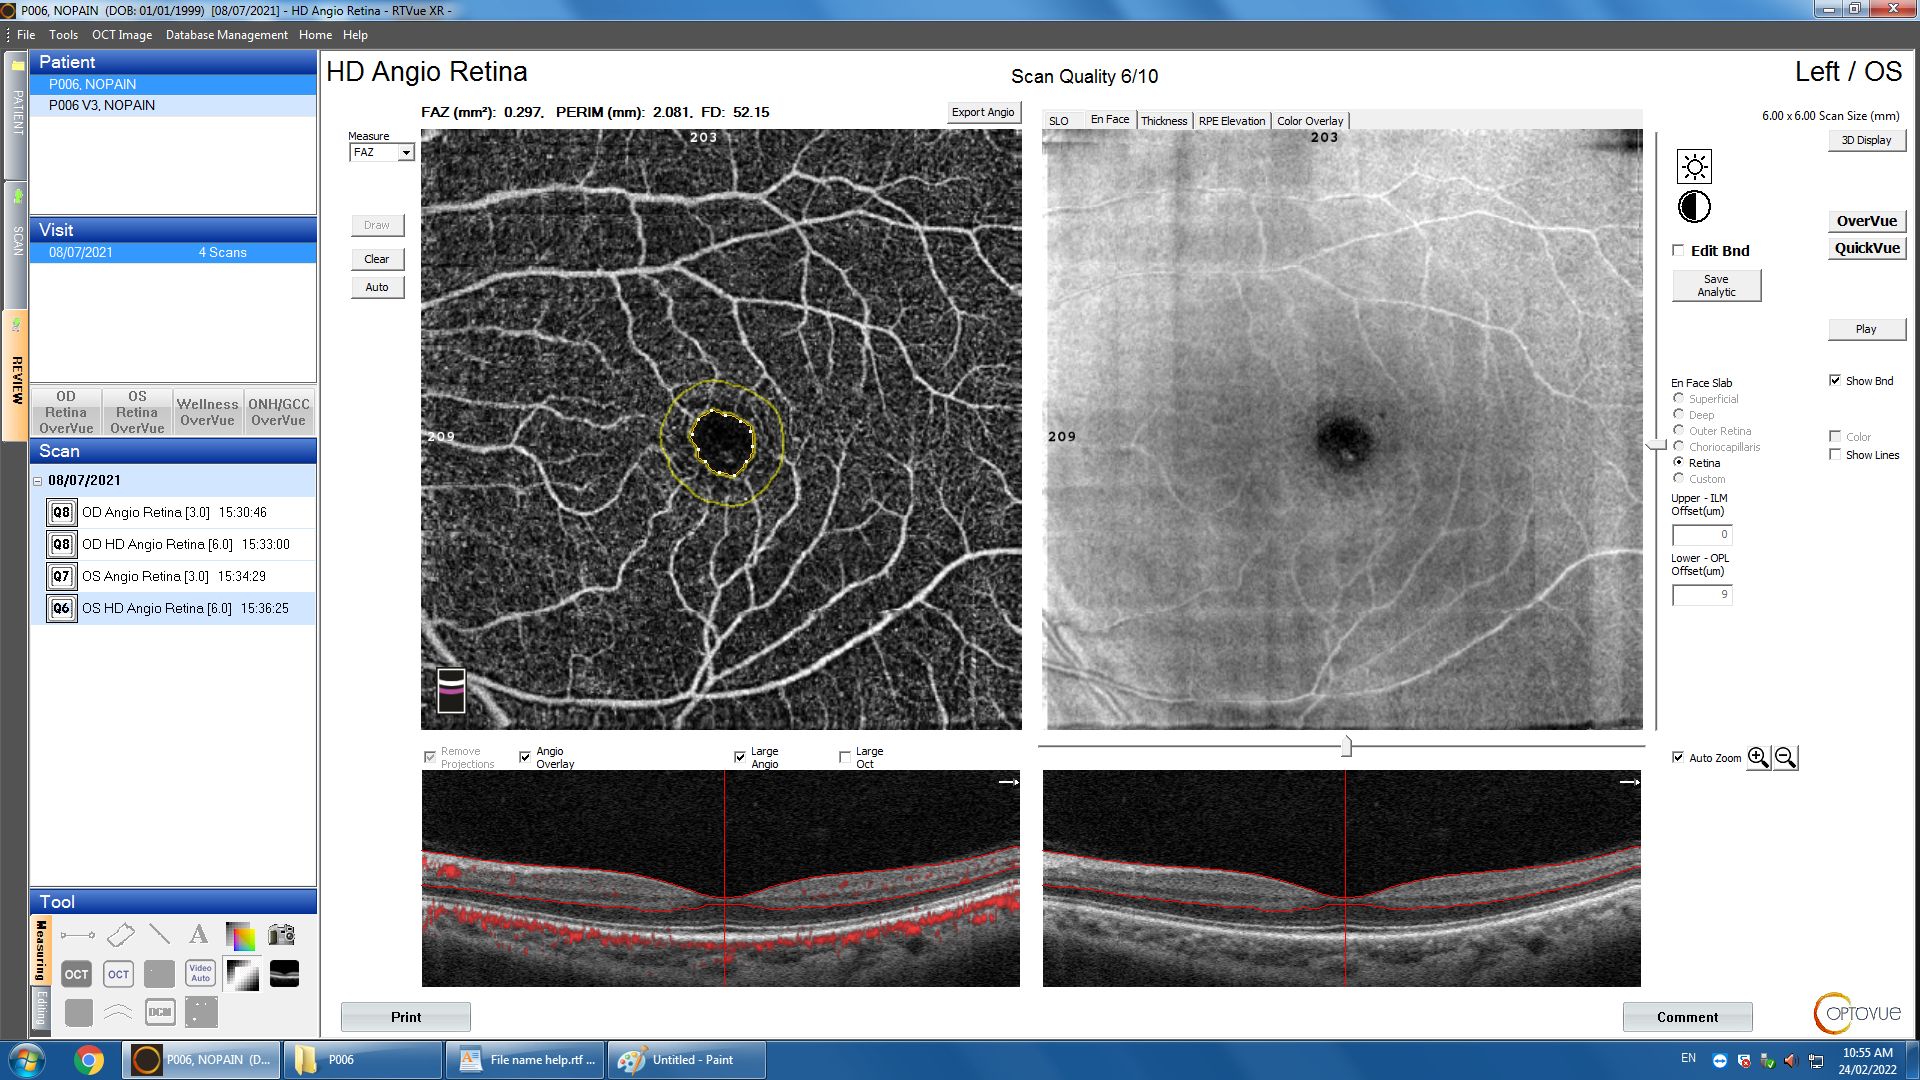 P006, NOPAIN (DOB: 01/01/1999) [08/07/2021] - HD Angio Retina - RTVue XR -
File Tools OCT Image Database Management Home Help
PATIENT
SCAN
REVIEW
Patient
P006, NOPAIN
P006 V3, NOPAIN
Visit
08/07/2021 4 Scans
OD Retina OverVue
OS Retina OverVue
Wellness OverVue
ONH/GCC OverVue
Scan
08/07/2021
Q8 OD Angio Retina [3.0] 15:30:46
Q8 OD HD Angio Retina [6.0] 15:33:00
Q7 OS Angio Retina [3.0] 15:34:29
Q6 OS HD Angio Retina [6.0] 15:36:25
Tool
Measuring
Editing
A
OCT
OCT
Video Auto
DCM
HD Angio Retina
Scan Quality 6/10
Left / OS
FAZ (mm²): 0.297, PERIM (mm): 2.081, FD: 52.15
Export Angio
Measure
FAZ
Draw
Clear
Auto
203
209
SLO En Face Thickness RPE Elevation Color Overlay
203
209
6.00 x 6.00 Scan Size (mm)
3D Display
OverVue
QuickVue
Edit Bnd
Save Analytic
Play
En Face Slab
Superficial
Deep
Outer Retina
Choriocapillaris
Retina
Custom
Show Bnd
Color
Show Lines
Upper - ILM
Offset(um)
0
Lower - OPL
Offset(um)
9
Remove Projections
Angio Overlay
Large Angio
Large Oct
Auto Zoom
Print
Comment
OPTOVUE
P006, NOPAIN (D...
P006
File name help.rtf ...
Untitled - Paint
EN
10:55 AM
24/02/2022